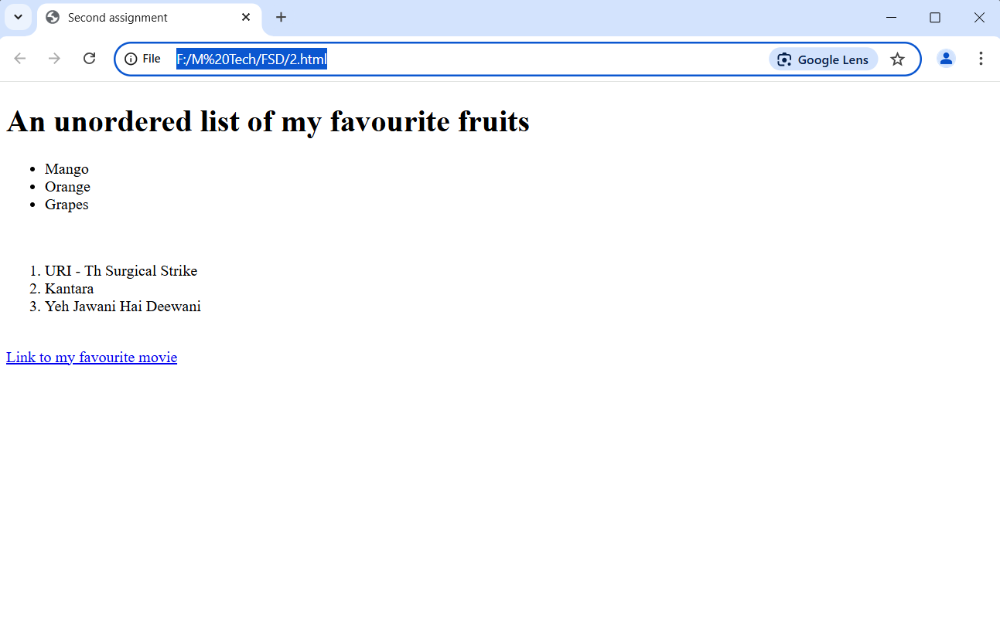 Second assignment
File
F:/M%20Tech/FSD/2.html
Google Lens
An unordered list of my favourite fruits
• Mango
• Orange
• Grapes
1. URI - Th Surgical Strike
2. Kantara
3. Yeh Jawani Hai Deewani
Link to my favourite movie